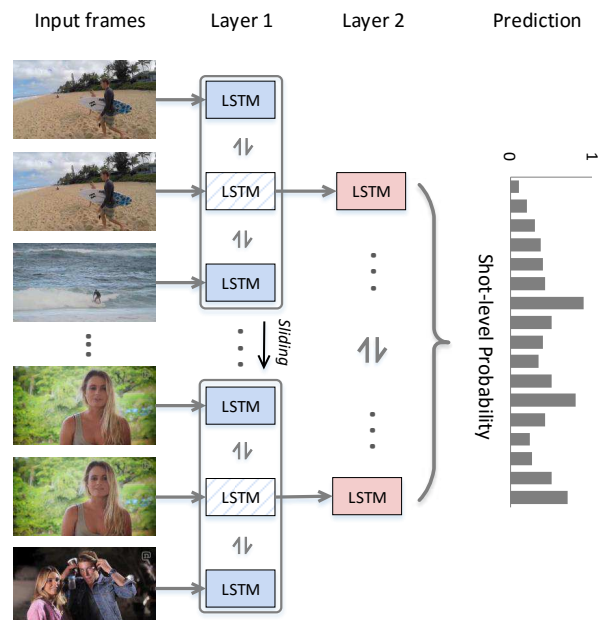 Input frames
Layer 1
Layer 2
Prediction
LSTM
LSTM
LSTM
LSTM
Sliding
LSTM
LSTM
LSTM
LSTM
0
1
Shot-level Probability